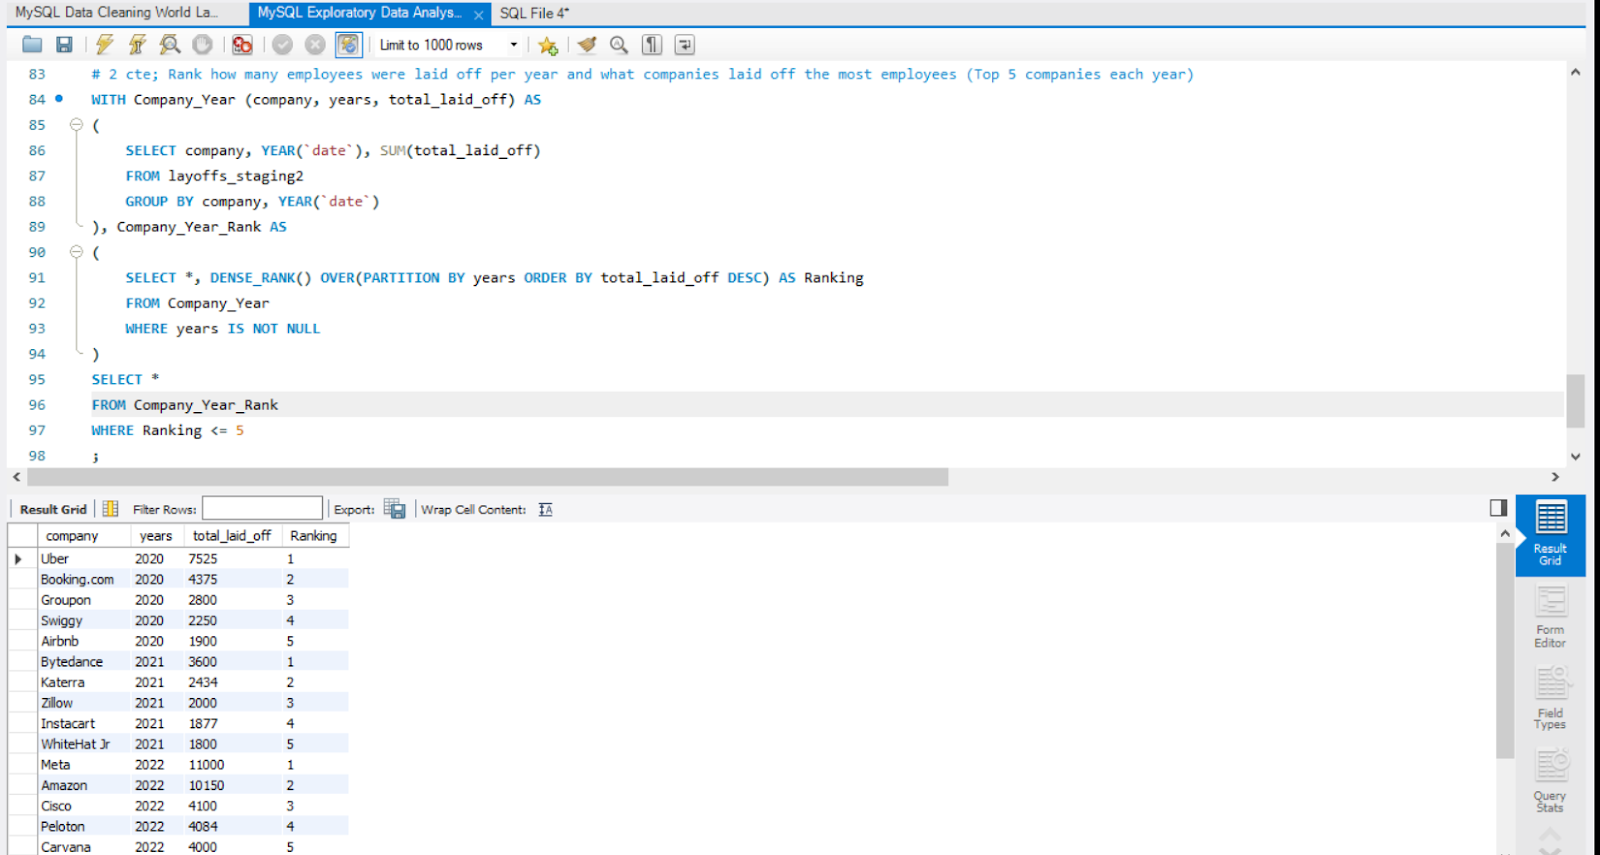 MySQL Data Cleaning World La...
MySQL Exploratory Data Analys...
SQL File 4*
Limit to 1000 rows
83 # 2 cte; Rank how many employees were laid off per year and what companies laid off the most employees (Top 5 companies each year)
84 WITH Company_Year (company, years, total_laid_off) AS
85 (
86 SELECT company, YEAR(`date`), SUM(total_laid_off)
87 FROM layoffs_staging2
88 GROUP BY company, YEAR(`date`)
89 ), Company_Year_Rank AS
90 (
91 SELECT *, DENSE_RANK() OVER(PARTITION BY years ORDER BY total_laid_off DESC) AS Ranking
92 FROM Company_Year
93 WHERE years IS NOT NULL
94 )
95 SELECT *
96 FROM Company_Year_Rank
97 WHERE Ranking <= 5
98 ;
Result Grid Filter Rows: Export: Wrap Cell Content: IA
company years total_laid_off Ranking
Uber 2020 7525 1
Booking.com 2020 4375 2
Groupon 2020 2800 3
Swiggy 2020 2250 4
Airbnb 2020 1900 5
Bytedance 2021 3600 1
Katerra 2021 2434 2
Zillow 2021 2000 3
Instacart 2021 1877 4
WhiteHat Jr 2021 1800 5
Meta 2022 11000 1
Amazon 2022 10150 2
Cisco 2022 4100 3
Peloton 2022 4084 4
Carvana 2022 4000 5
Result
Grid
Form
Editor
Field
Types
Query
Stats